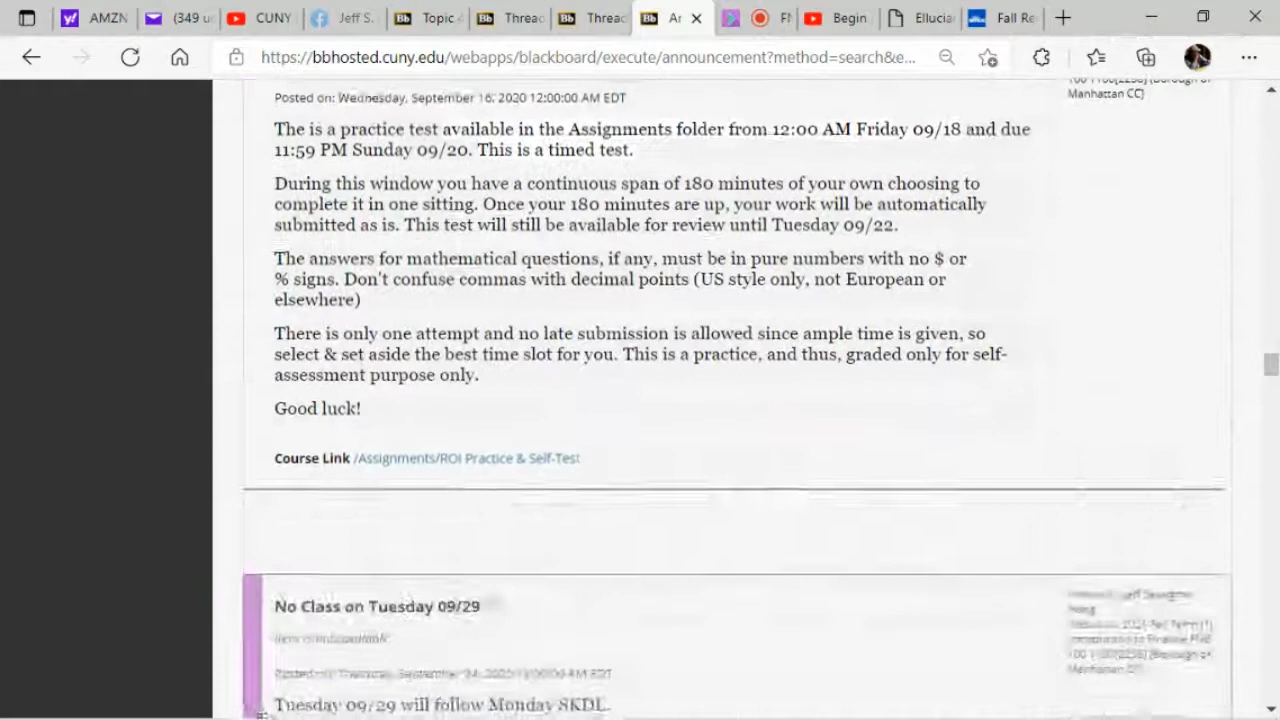 AMZN
(349 u
CUNY
Jeff S.
Topic
Threac
Threac
Ar
Begin
Ellucia
Fall Re
https://bbhosted.cuny.edu/webapps/blackboard/execute/announcement?method=search&e...
Manhattan CC)
Posted on: Wednesday, September 16, 2020 12:00:00 AM EDT
The is a practice test available in the Assignments folder from 12:00 AM Friday 09/18 and due
11:59 PM Sunday 09/20. This is a timed test.
During this window you have a continuous span of 180 minutes of your own choosing to
complete it in one sitting. Once your 180 minutes are up, your work will be automatically
submitted as is. This test will still be available for review until Tuesday 09/22.
The answers for mathematical questions, if any, must be in pure numbers with no $ or
% signs. Don't confuse commas with decimal points (US style only, not European or
elsewhere)
There is only one attempt and no late submission is allowed since ample time is given, so
select & set aside the best time slot for you. This is a practice, and thus, graded only for self-
assessment purpose only.
Good luck!
Course Link /Assignments/ROI Practice & Self-Test
No Class on Tuesday 09/29
Manhattan CC)
Tuesday 09/29 will follow Monday SKDL.